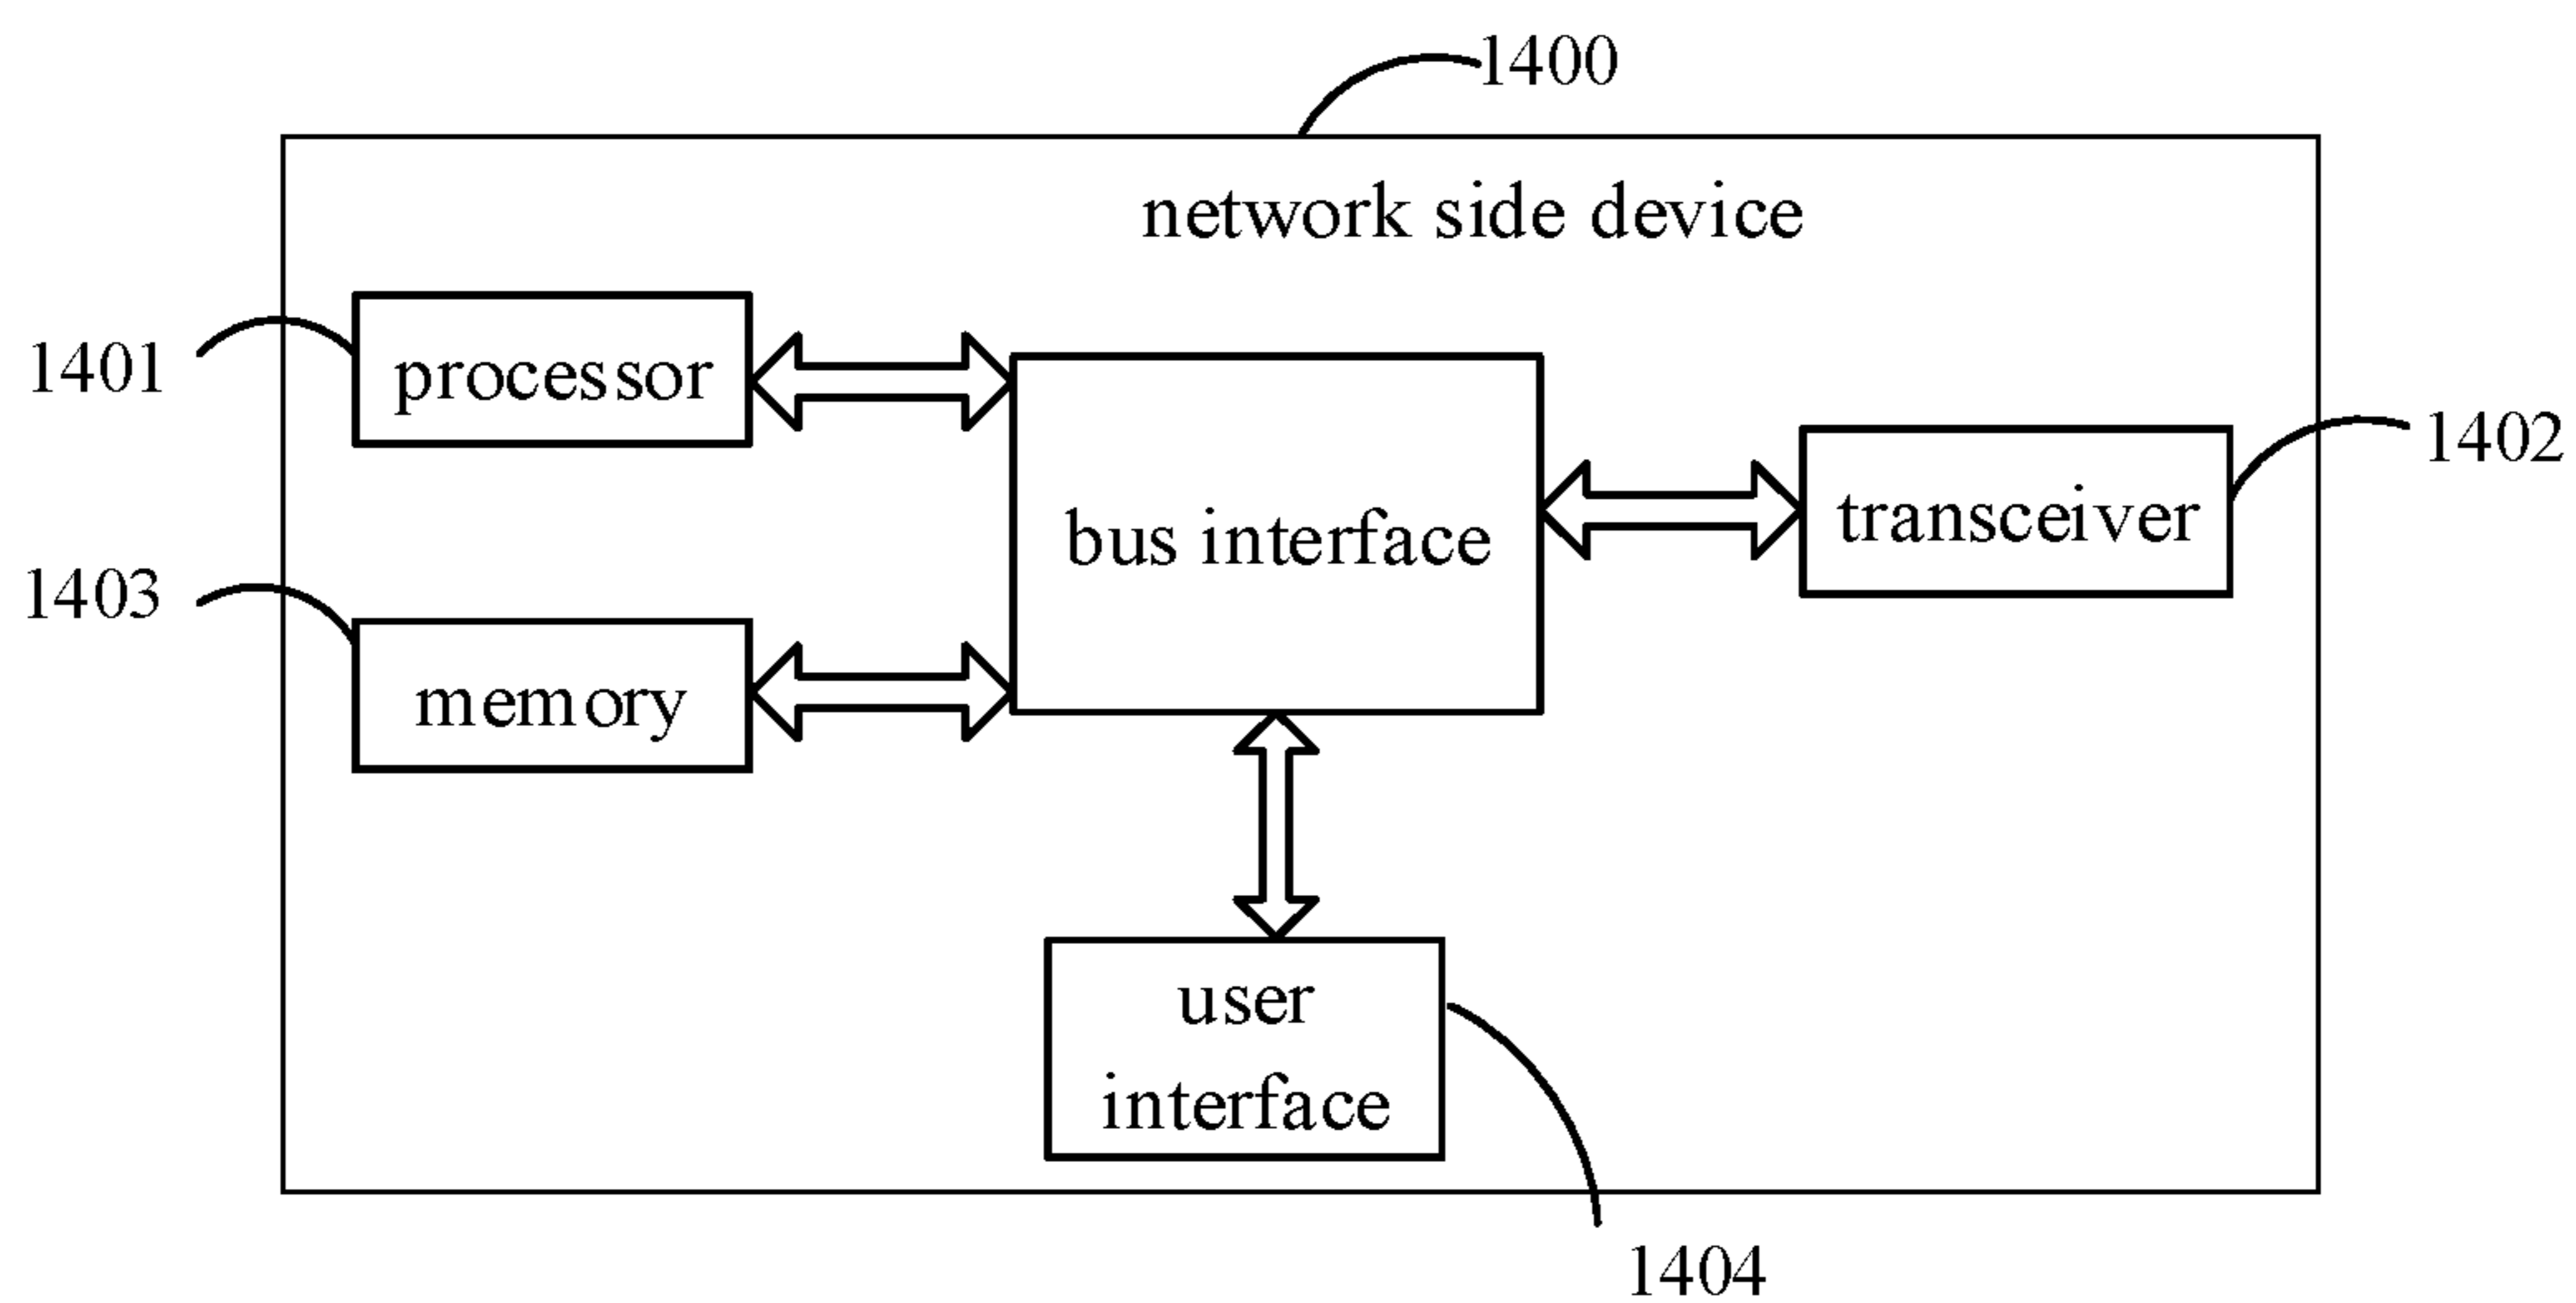 1400
network side device
1401
processor
bus interface
1402
transceiver
1403
memory
user
interface
1404